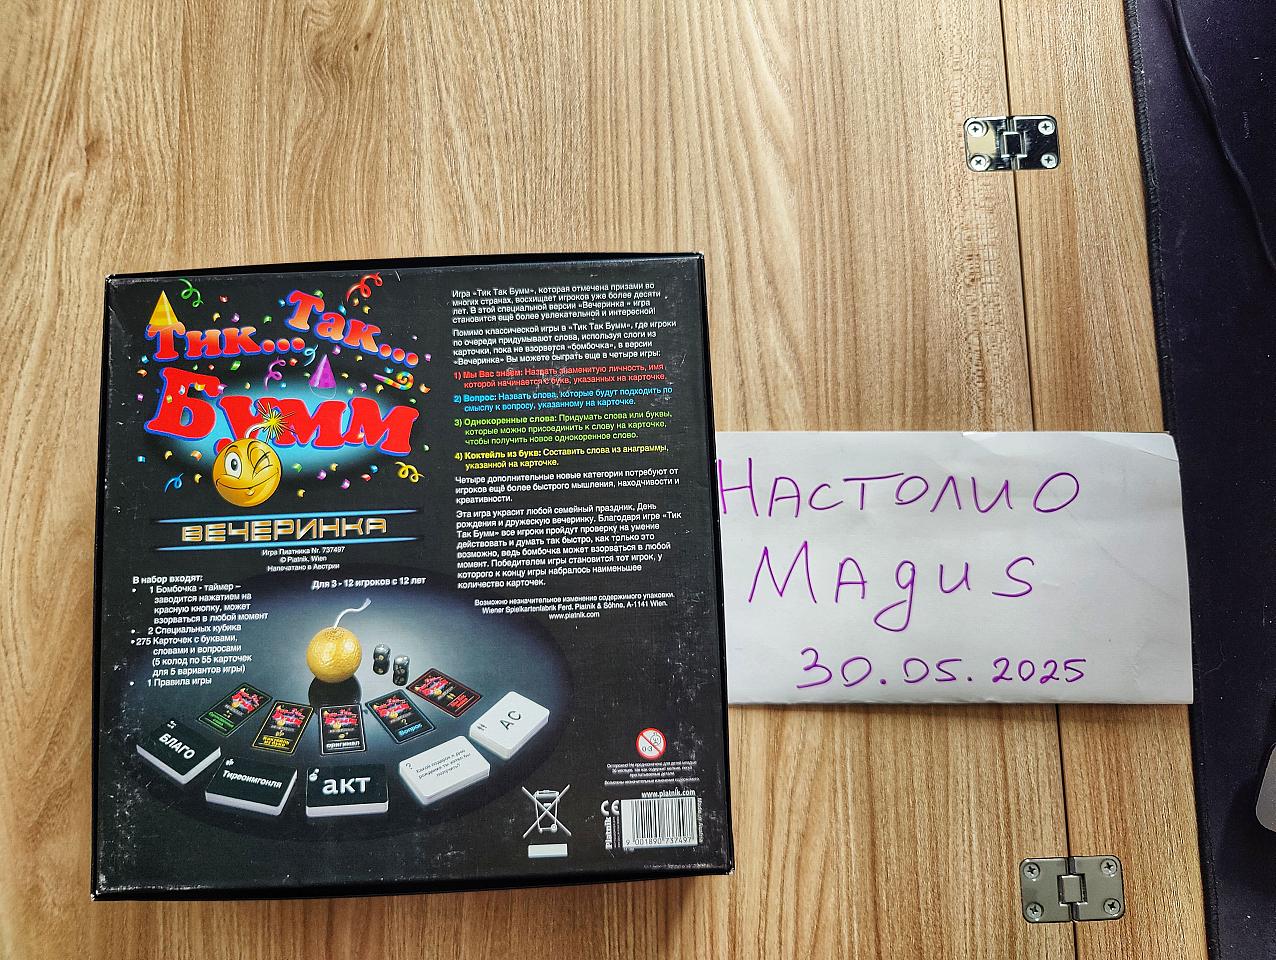 Тик... Так...
Бумм
ВЕЧЕРИНКА
Игра Пиатника Nr. 737497
© Piatnik, Wien
Напечатано в Австрии
Игра «Тик Так Бумм», которая отмечена призами во
многих странах, восхищает игроков уже более десяти
лет. В этой специальной версии «Вечеринка » игра
становится ещё более увлекательной и интересной!
Помимо классической игры в «Тик Так Бумм», где игроки
по очереди придумывают слова, используя слоги из
карточки, пока не взорвётся «бомбочка», в версии
«Вечеринка» Вы можете сыграть еще в четыре игры:
1) Мы Вас знаем: Назвать знаменитую личность, имя
которой начинается с букв, указанных на карточке.
2) Вопрос: Назвать слова, которые будут подходить по
смыслу к вопросу, указанному на карточке.
3) Однокоренные слова: Придумать слова или буквы,
которые можно присоединить к слову на карточке,
чтобы получить новое однокоренное слово.
4) Коктейль из букв: Составить слова из анаграммы,
указанной на карточке.
Четыре дополнительные новые категории потребуют от
игроков ещё более быстрого мышления, находчивости и
креативности.
Эта игра украсит любой семейный праздник, День
рождения и дружескую вечеринку. Благодаря игре «Тик
Так Бумм» все игроки пройдут проверку на умение
действовать и думать так быстро, как только это
возможно, ведь бомбочка может взорваться в любой
момент. Победителем игры становится тот игрок, у
которого к концу игры набралось наименьшее
количество карточек.
Возможно незначительное изменение содержимого упаковки.
Wiener Spielkartenfabrik Ferd. Piatnik & Söhne, A-1141 Wien.
www.piatnik.com
В набор входят:
• 1 Бомбочка - таймер –
заводится нажатием на
красную кнопку, может
взорваться в любой момент
• 2 Специальных кубика
• 275 Карточек с буквами,
словами и вопросами
(5 колод по 55 карточек
для 5 вариантов игры)
• 1 Правила игры
Для 3 - 12 игроков с 12 лет
оригинал
Вопрос
БЛАГО
Тиреоимгонля
акт
?
АС
0-3
www.piatnik.com
CE
Piatnik
9 001890 737497
НАСТОЛИО
MAgUS
30.05.2025